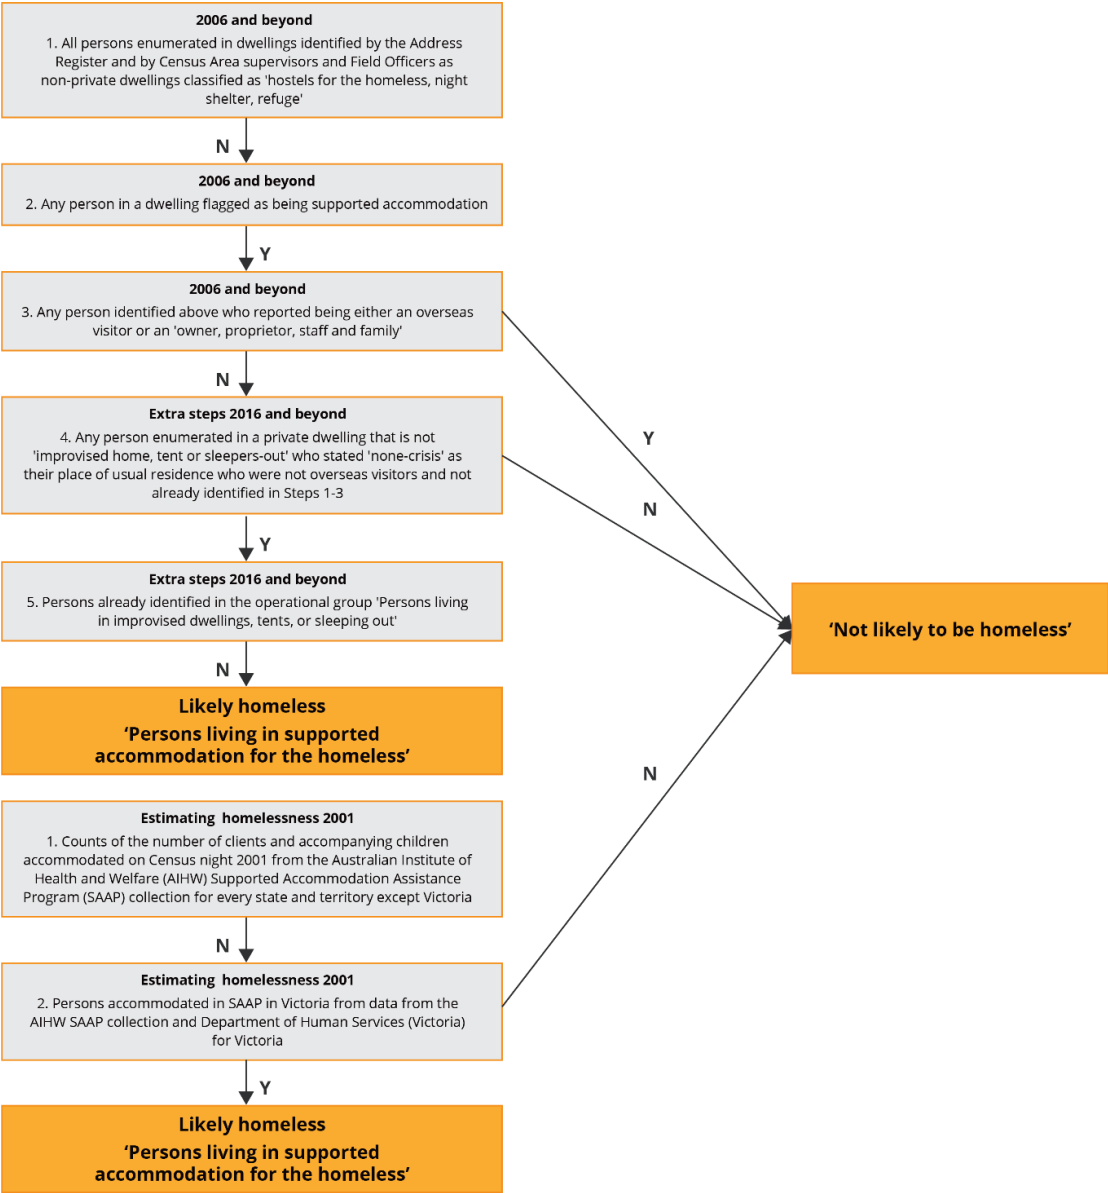 2006 and beyond
1. All persons enumerated in dwellings identified by the Address
Register and by Census Area supervisors and Field Officers as
non-private dwellings classified as 'hostels for the homeless, night
shelter, refuge'
N
2006 and beyond
2. Any person in a dwelling flagged as being supported accommodation
Y
2006 and beyond
3. Any person identified above who reported being either an overseas
visitor or an 'owner, proprietor, staff and family'
N
Extra steps 2016 and beyond
4. Any person enumerated in a private dwelling that is not
'improvised home, tent or sleepers-out' who stated 'none-crisis' as
their place of usual residence who were not overseas visitors and not
already identified in Steps 1-3
Y
N
Y
Extra steps 2016 and beyond
5. Persons already identified in the operational group 'Persons living
in improvised dwellings, tents, or sleeping out'
‘Not likely to be homeless’
N
Likely homeless
‘Persons living in supported
accommodation for the homeless’
N
Estimating homelessness 2001
1. Counts of the number of clients and accompanying children
accommodated on Census night 2001 from the Australian Institute of
Health and Welfare (AIHW) Supported Accommodation Assistance
Program (SAAP) collection for every state and territory except Victoria
N
Estimating homelessness 2001
2. Persons accommodated in SAAP in Victoria from data from the
AIHW SAAP collection and Department of Human Services (Victoria)
for Victoria
Y
Likely homeless
‘Persons living in supported
accommodation for the homeless’